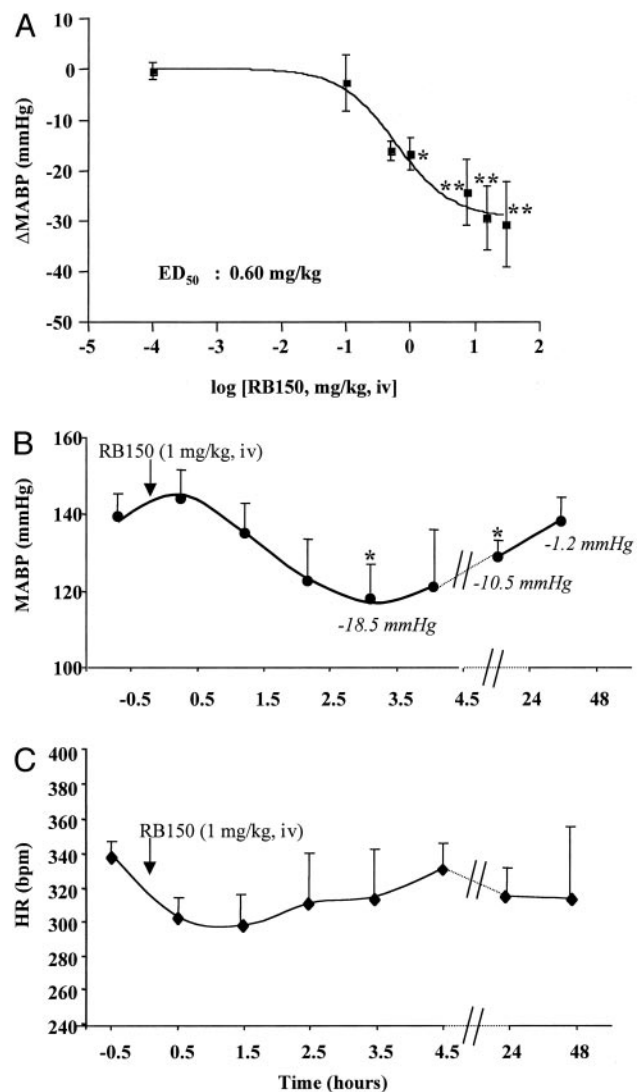 A
10
0
-10
-20
-30
-40
-50
ΔMABP (mmHg)
*
**
**
**
ED50 : 0.60 mg/kg
-5 -4 -3 -2 -1 0 1 2
log [RB150, mg/kg, iv]
B
160
140
120
100
MABP (mmHg)
RB150 (1 mg/kg, iv)
*
*
-1.2 mmHg
-10.5 mmHg
-18.5 mmHg
-0.5 0.5 1.5 2.5 3.5 4.5 24 48
C
400
380
360
340
320
300
280
260
240
HR (bpm)
RB150 (1 mg/kg, iv)
-0.5 0.5 1.5 2.5 3.5 4.5 24 48
Time (hours)